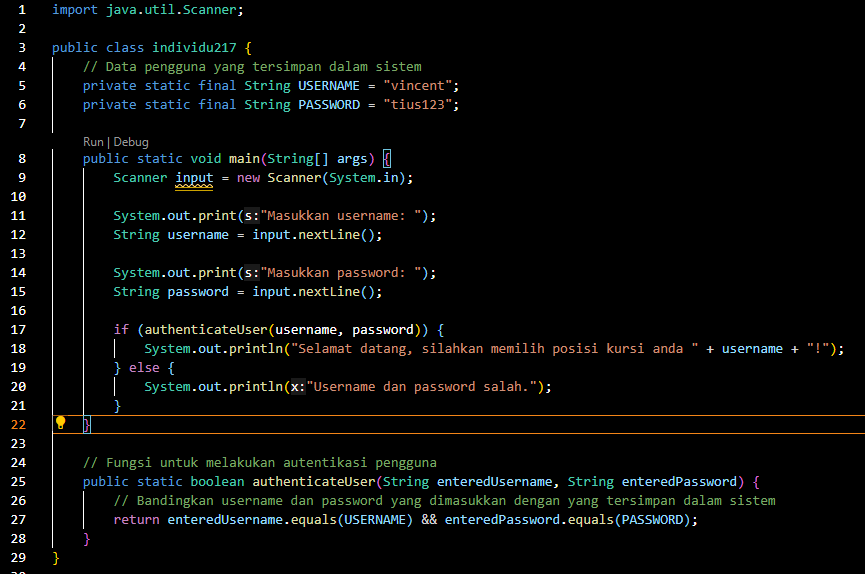 1 import java.util.Scanner;
2
3 public class individu217 {
4 // Data pengguna yang tersimpan dalam sistem
5 private static final String USERNAME = "vincent";
6 private static final String PASSWORD = "tius123";
7
Run | Debug
8 public static void main(String[] args) {
9 Scanner input = new Scanner(System.in);
10
11 System.out.print(s:"Masukkan username: ");
12 String username = input.nextLine();
13
14 System.out.print(s:"Masukkan password: ");
15 String password = input.nextLine();
16
17 if (authenticateUser(username, password)) {
18 System.out.println("Selamat datang, silahkan memilih posisi kursi anda " + username + "!");
19 } else {
20 System.out.println(x:"Username dan password salah.");
21 }
22 }
23
24 // Fungsi untuk melakukan autentikasi pengguna
25 public static boolean authenticateUser(String enteredUsername, String enteredPassword) {
26 // Bandingkan username dan password yang dimasukkan dengan yang tersimpan dalam sistem
27 return enteredUsername.equals(USERNAME) && enteredPassword.equals(PASSWORD);
28 }
29 }